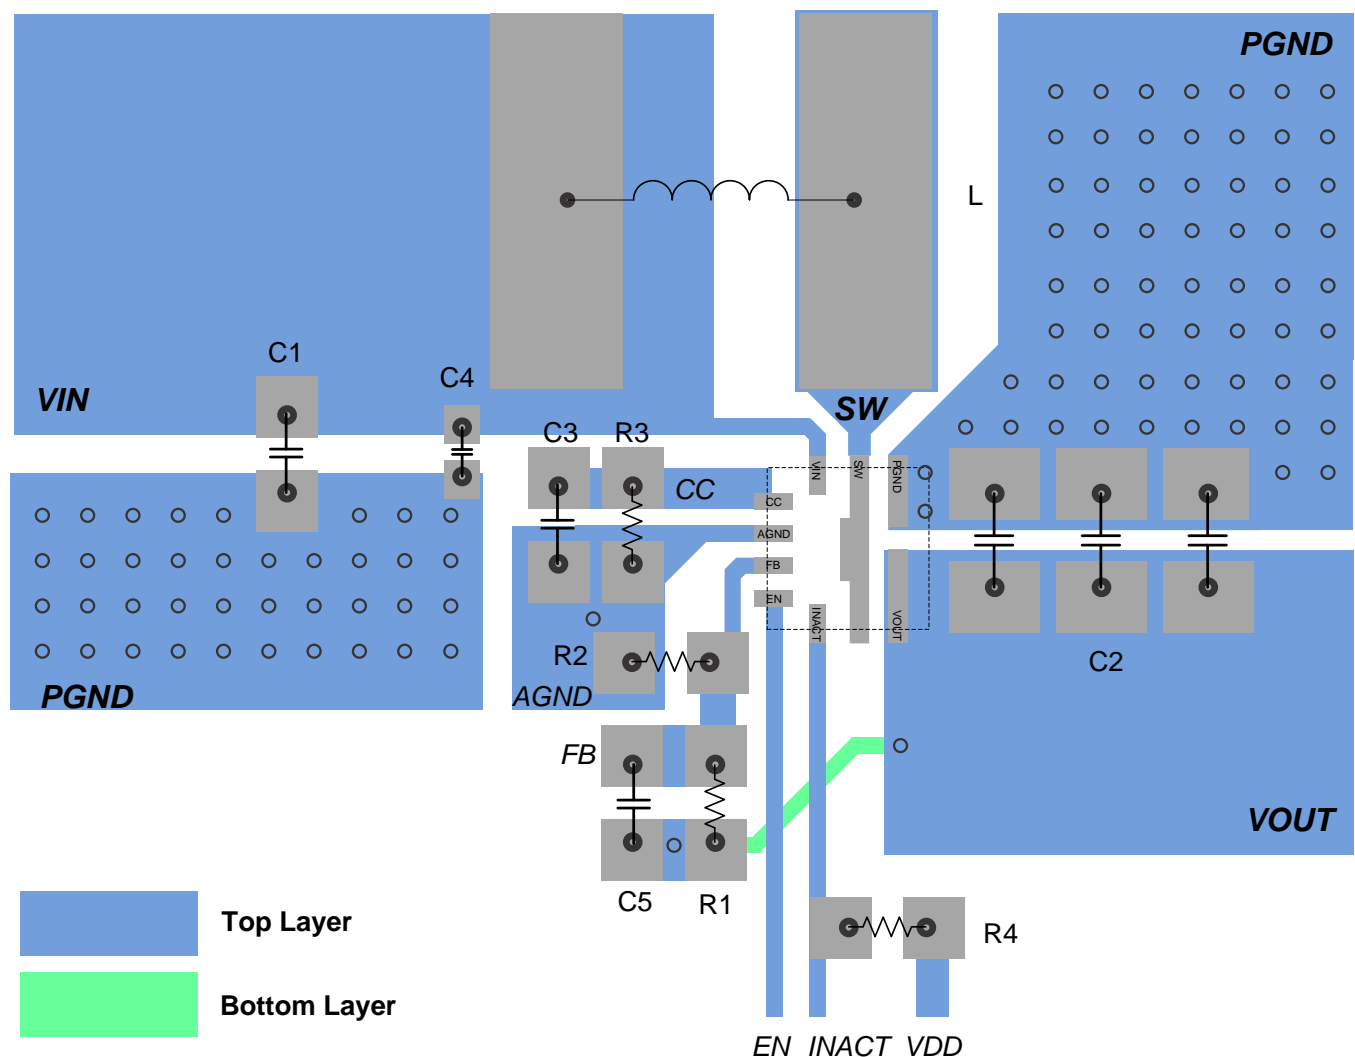 PGND
L
C1
C4
VIN
SW
C3
R3
CC
VIN
SW
PGND
CC
AGND
FB
EN
INACT
VOUT
R2
AGND
C2
PGND
FB
VOUT
C5
R1
R4
Top Layer
Bottom Layer
EN
INACT
VDD